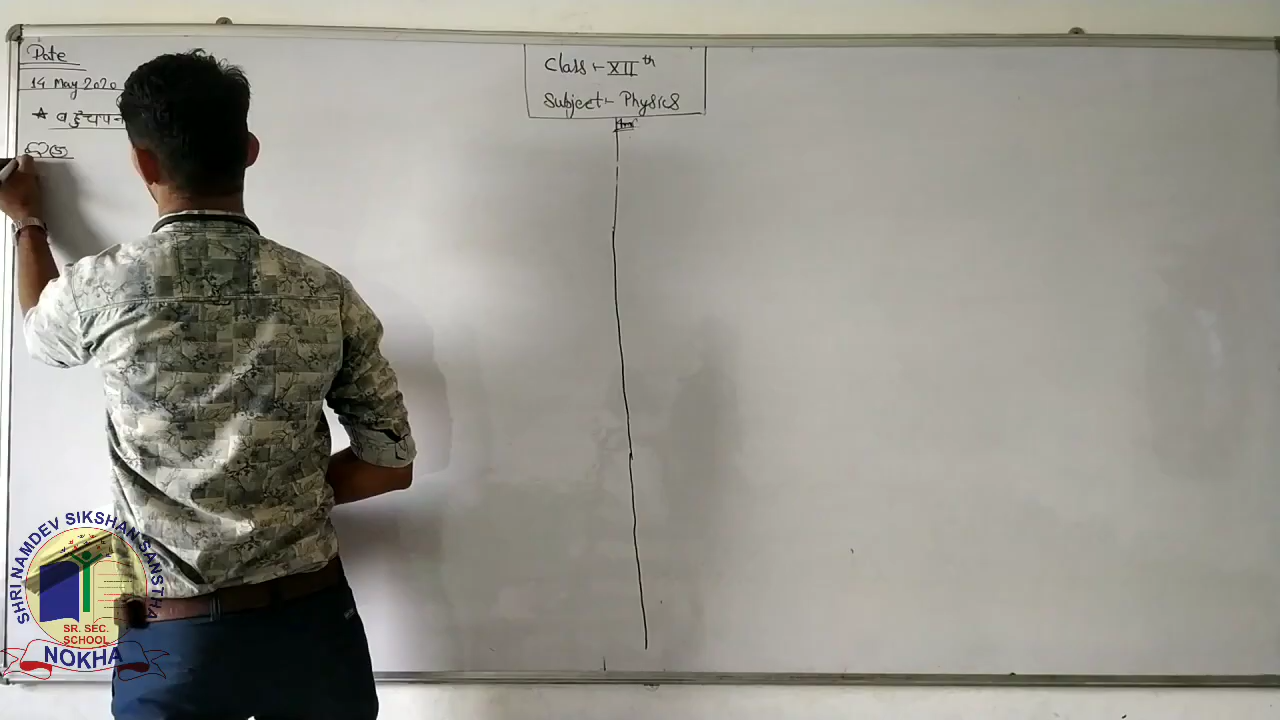 Date
14 May 2020
Class :- XII th
Subject :- Physics
SHRI NAMDEV SIKSHAN SANSTHA
SR. SEC.
SCHOOL
NOKHA